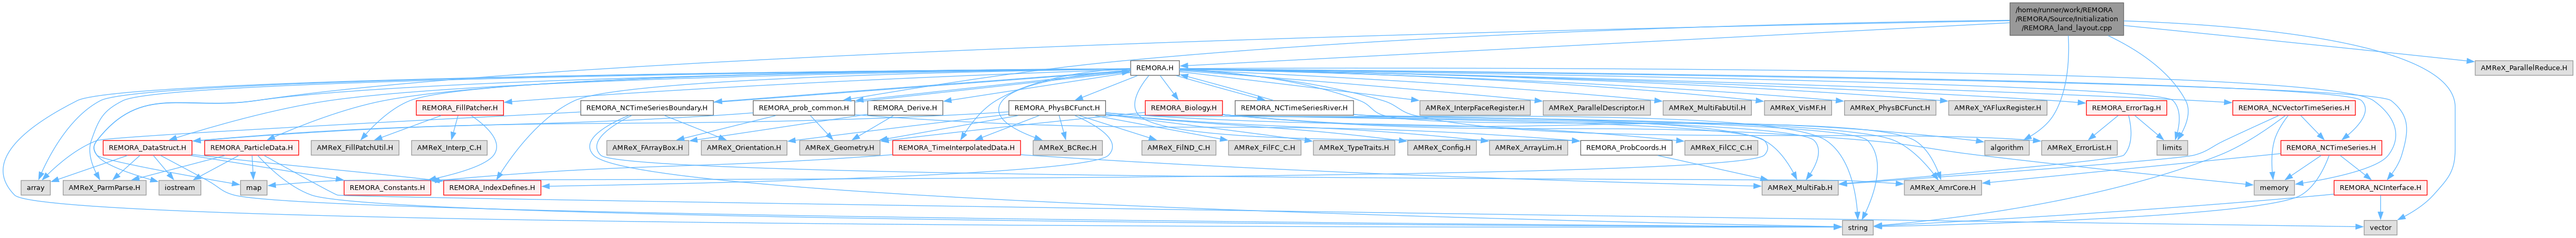 /home/runner/work/REMORA
/REMORA/Source/Initialization
/REMORA_land_layout.cpp
REMORA.H
AMReX_ParallelReduce.H
REMORA_FillPatcher.H
REMORA_NCTimeSeriesBoundary.H
REMORA_prob_common.H
REMORA_Derive.H
REMORA_PhysBCFunct.H
REMORA_Biology.H
REMORA_NCTimeSeriesRiver.H
AMReX_InterpFaceRegister.H
AMReX_ParallelDescriptor.H
AMReX_MultiFabUtil.H
AMReX_VisMF.H
AMReX_PhysBCFunct.H
AMReX_YAFluxRegister.H
REMORA_ErrorTag.H
REMORA_NCVectorTimeSeries.H
REMORA_DataStruct.H
REMORA_ParticleData.H
AMReX_FillPatchUtil.H
AMReX_Interp_C.H
AMReX_FArrayBox.H
AMReX_Orientation.H
AMReX_Geometry.H
REMORA_TimeInterpolatedData.H
AMReX_BCRec.H
AMReX_FilND_C.H
AMReX_FilFC_C.H
AMReX_TypeTraits.H
AMReX_Config.H
AMReX_ArrayLim.H
REMORA_ProbCoords.H
AMReX_FilCC_C.H
algorithm
AMReX_ErrorList.H
limits
REMORA_NCTimeSeries.H
array
AMReX_ParmParse.H
iostream
map
REMORA_Constants.H
REMORA_IndexDefines.H
AMReX_MultiFab.H
AMReX_AmrCore.H
memory
REMORA_NCInterface.H
string
vector